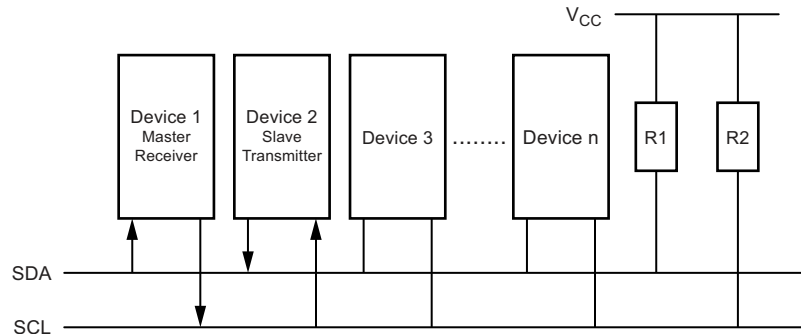 VCC
Device 1
Master
Receiver
Device 2
Slave
Transmitter
Device 3
........
Device n
R1
R2
SDA
SCL